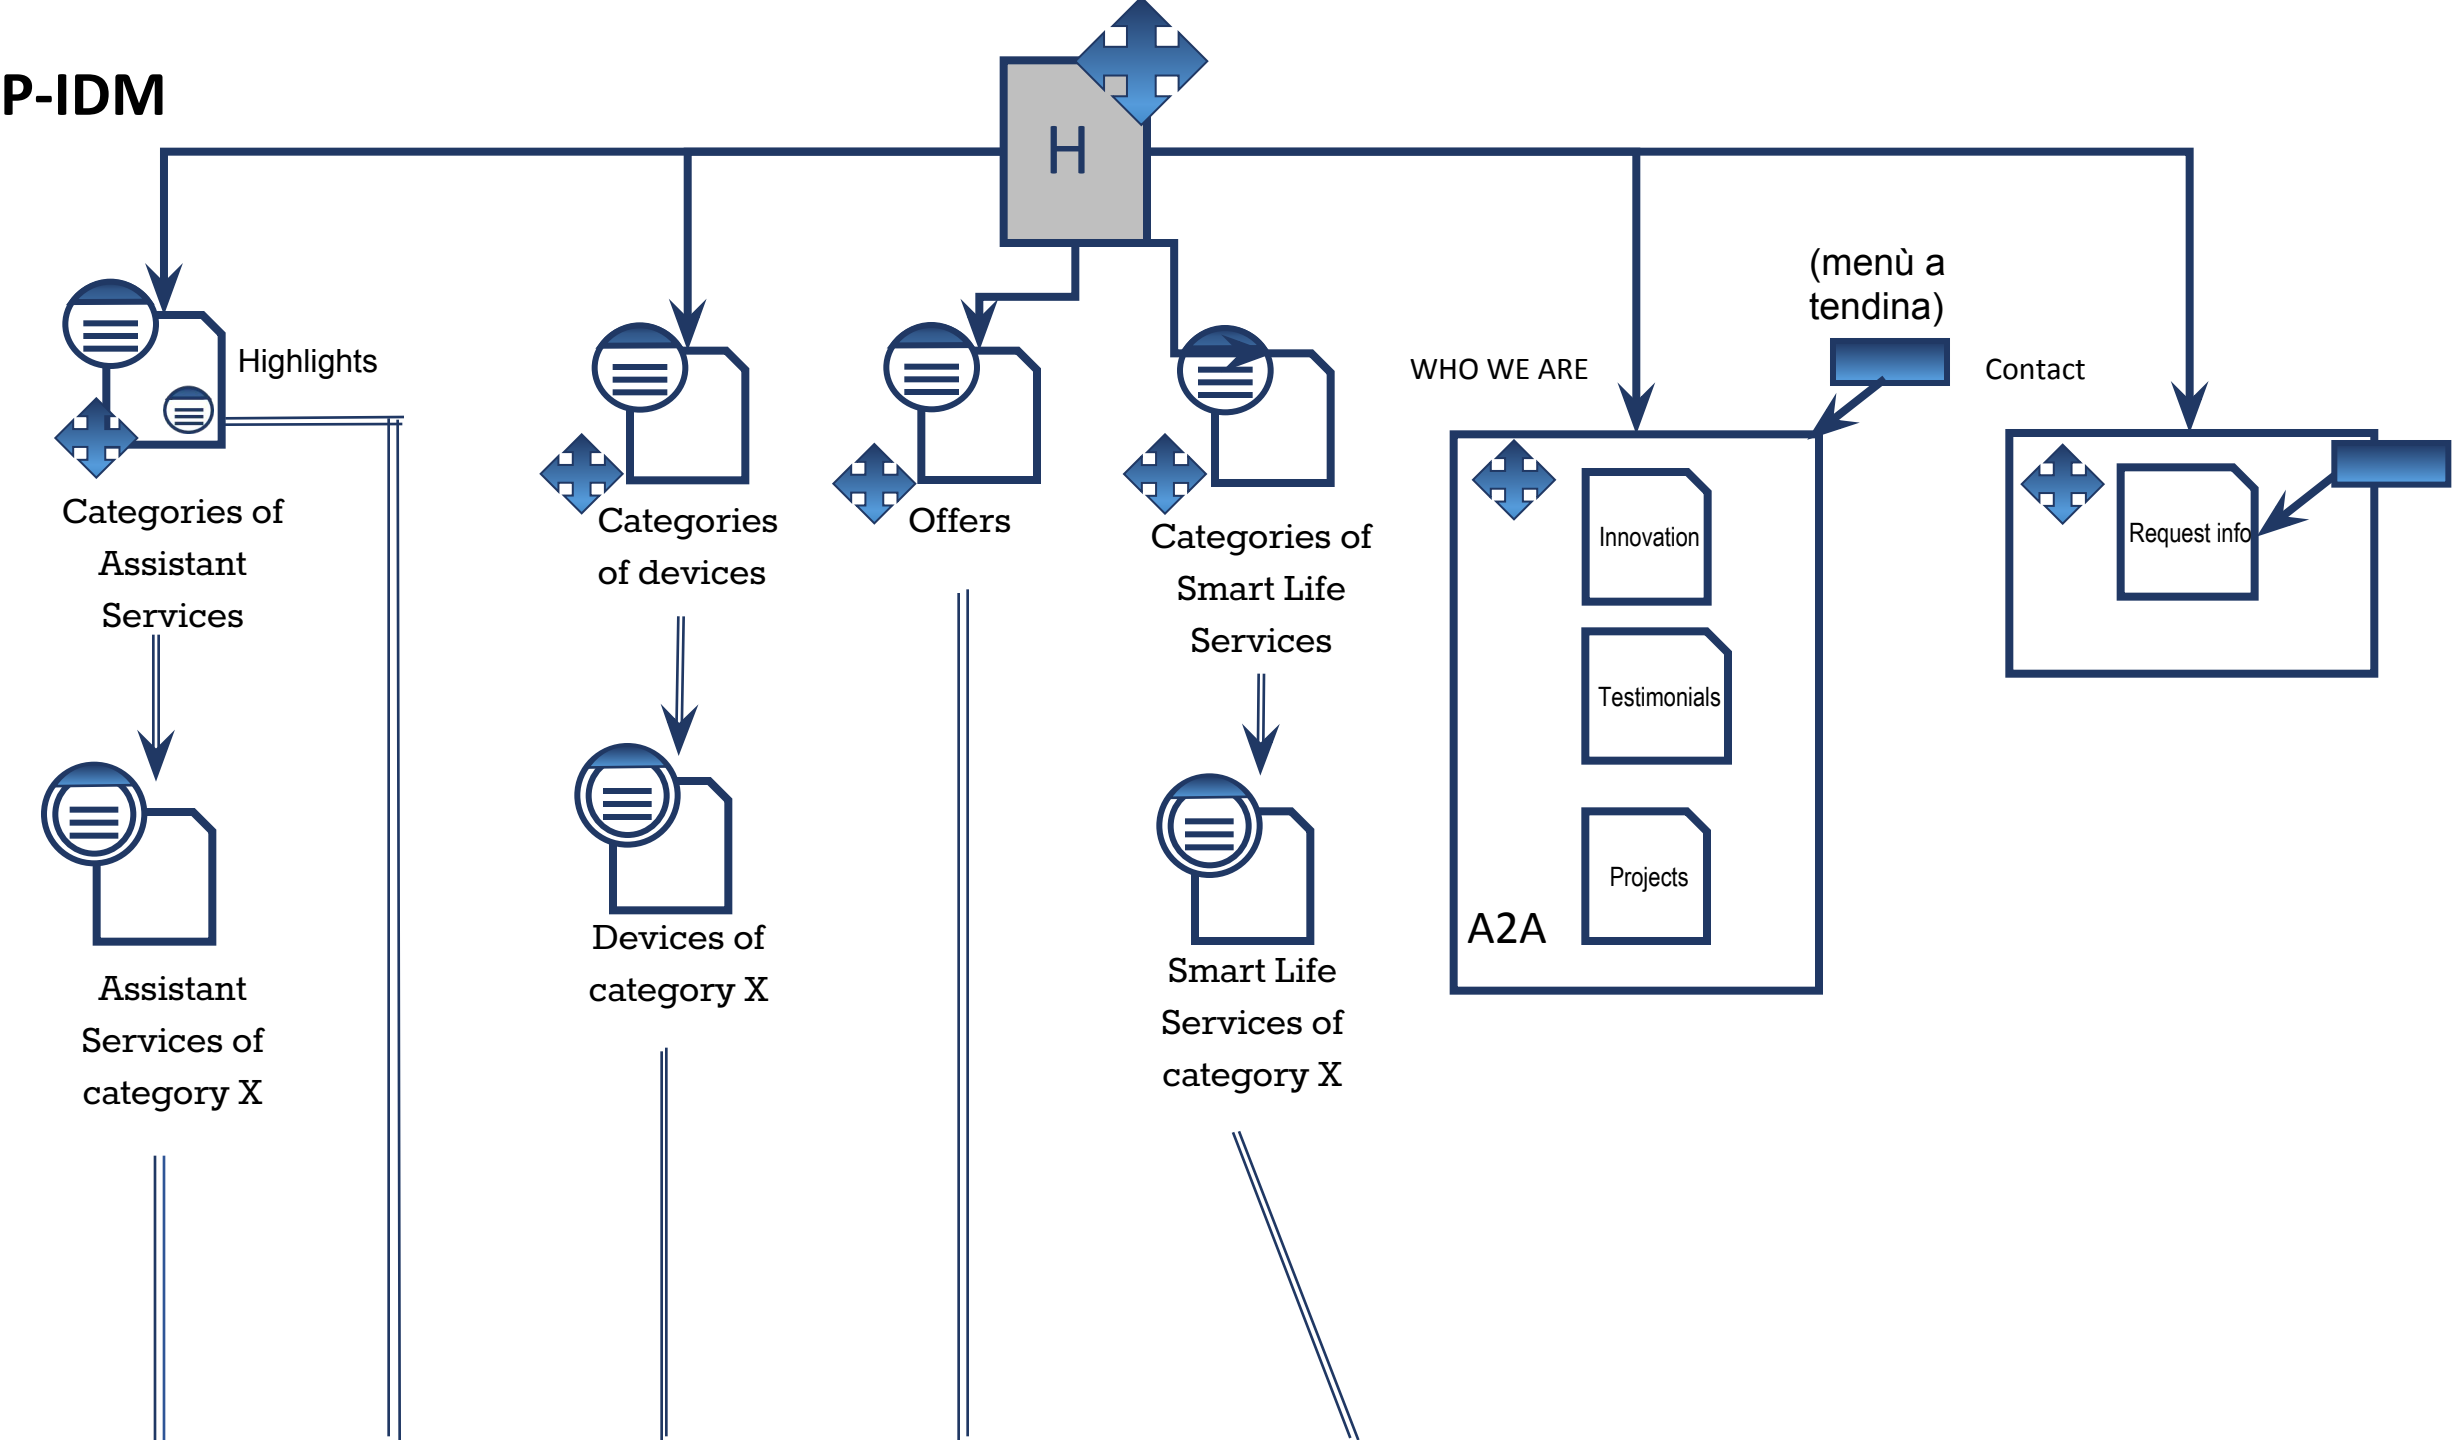 P-IDM
H
(menù a
tendina)
Highlights
WHO WE ARE
Contact
Categories of
Assistant
Services
Categories
of devices
Offers
Categories of
Smart Life
Services
Innovation
Request info
Testimonials
Projects
A2A
Assistant
Services of
category X
Devices of
category X
Smart Life
Services of
category X